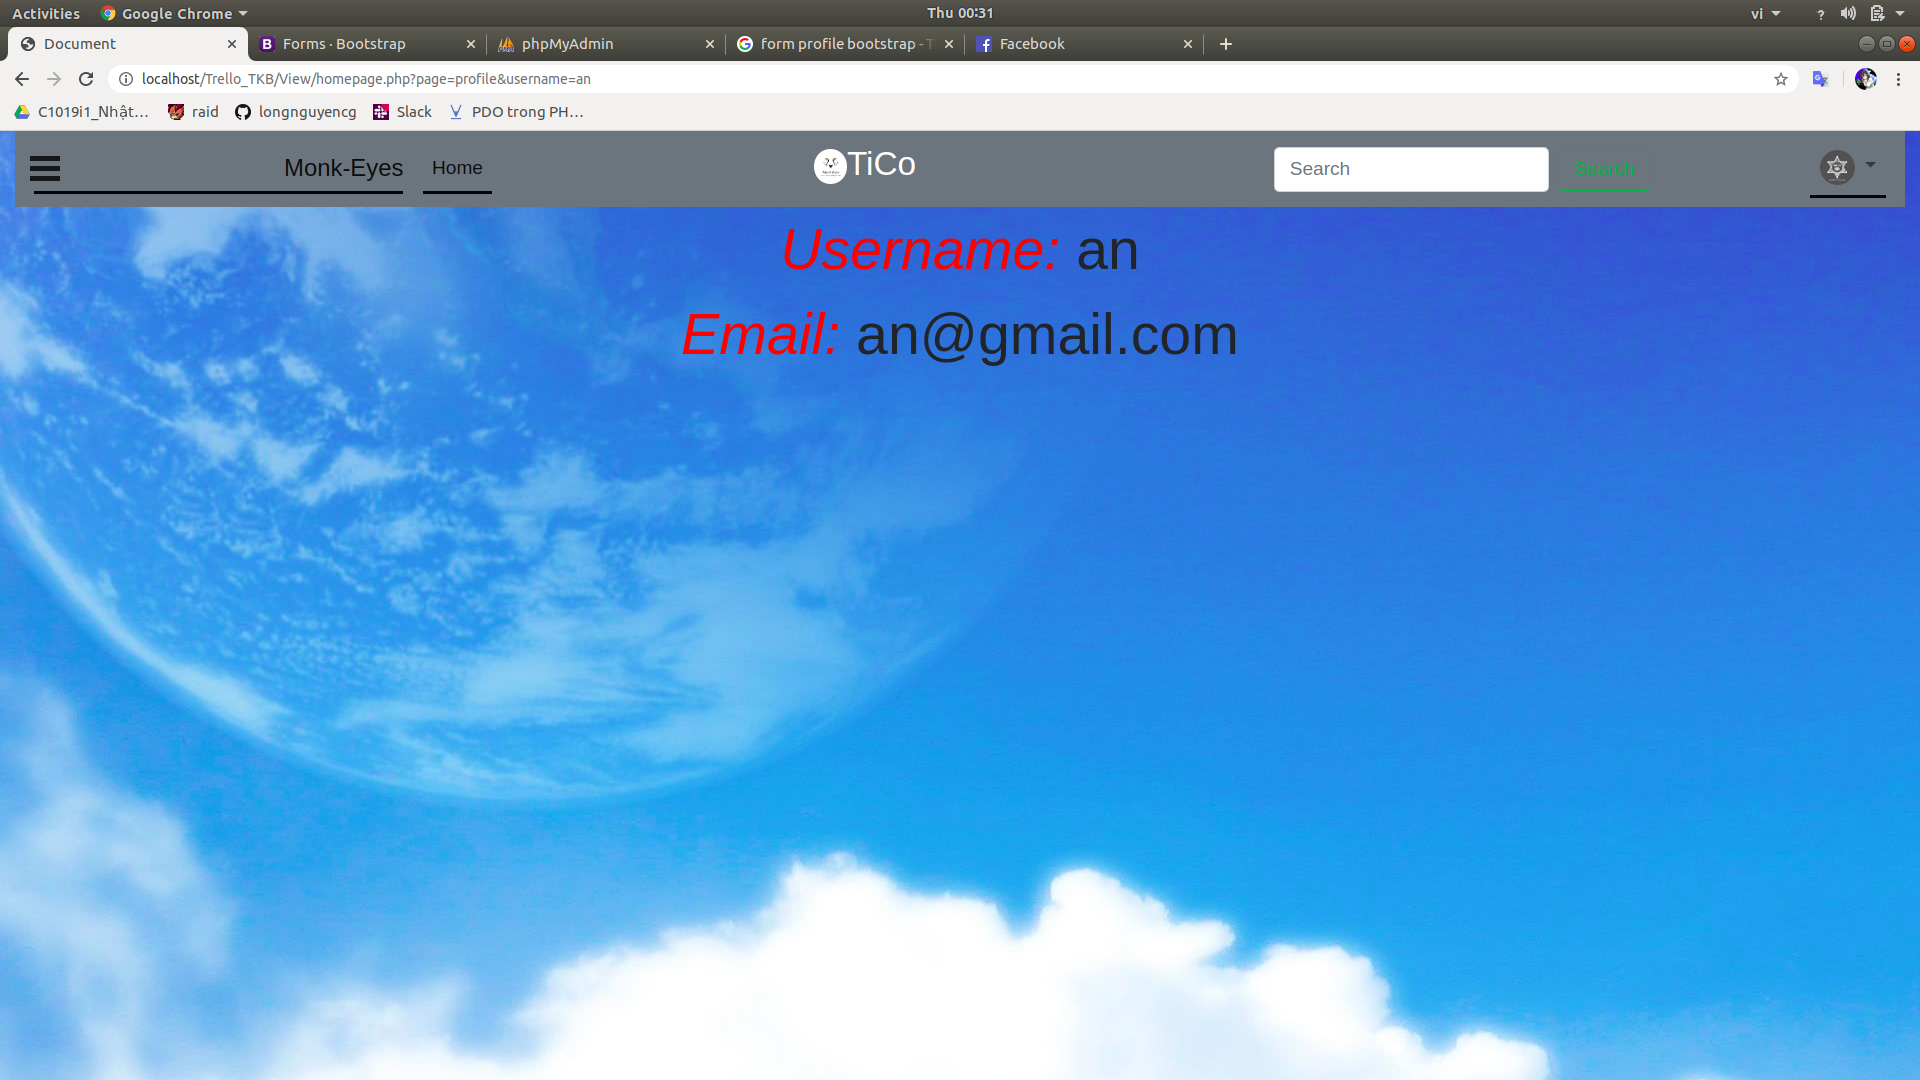 Activities Google Chrome Thu 00:31 vi
Document Forms · Bootstrap phpMyAdmin form profile bootstrap - T Facebook
localhost/Trello_TKB/View/homepage.php?page=profile&username=an
C1019i1_Nhật... raid longnguyencg Slack PDO trong PH...
Monk-Eyes Home TiCo Search Search
Username: an
Email: an@gmail.com